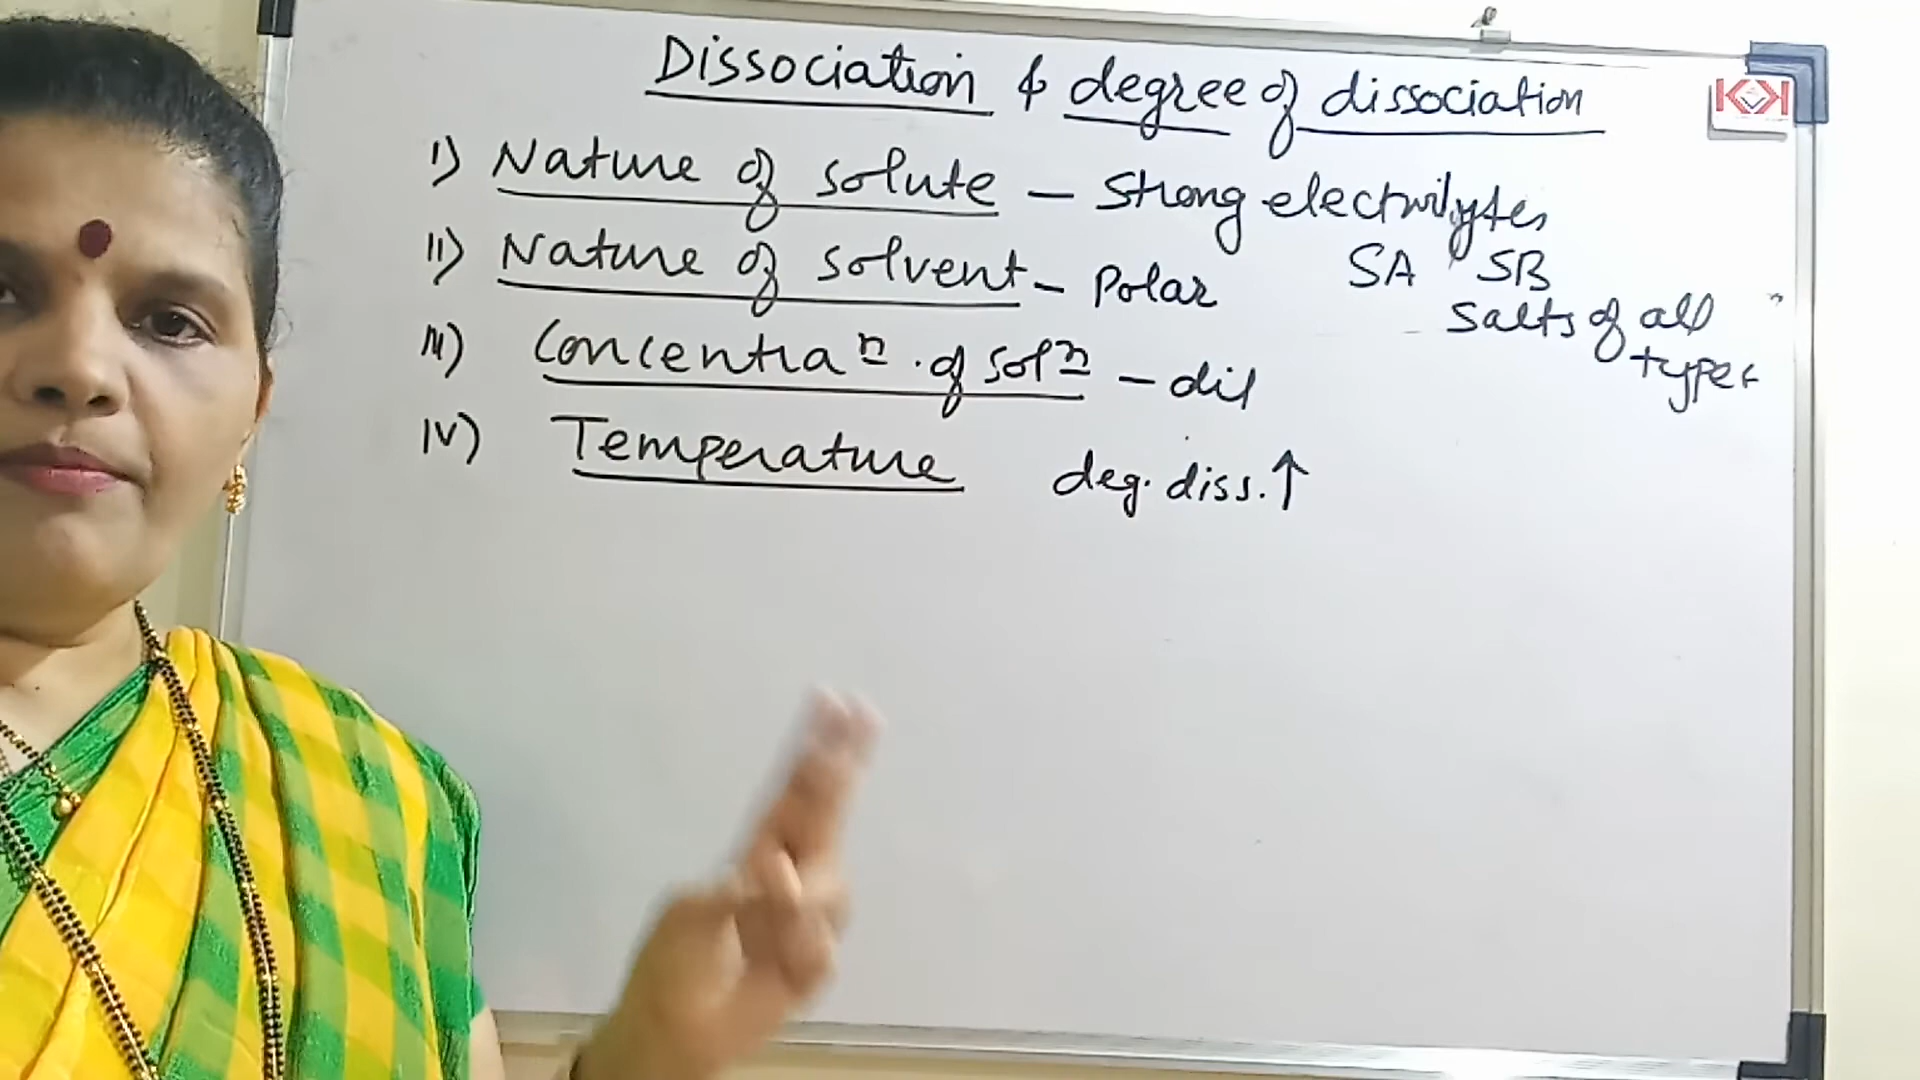 Dissociation & degree of dissociation
KK
I) Nature of solute - Strong electrolytes
SA SB
Salts of all types
II) Nature of solvent - Polar
III) Concentraⁿ. of solⁿ - dil
IV) Temperature deg. diss. ↑